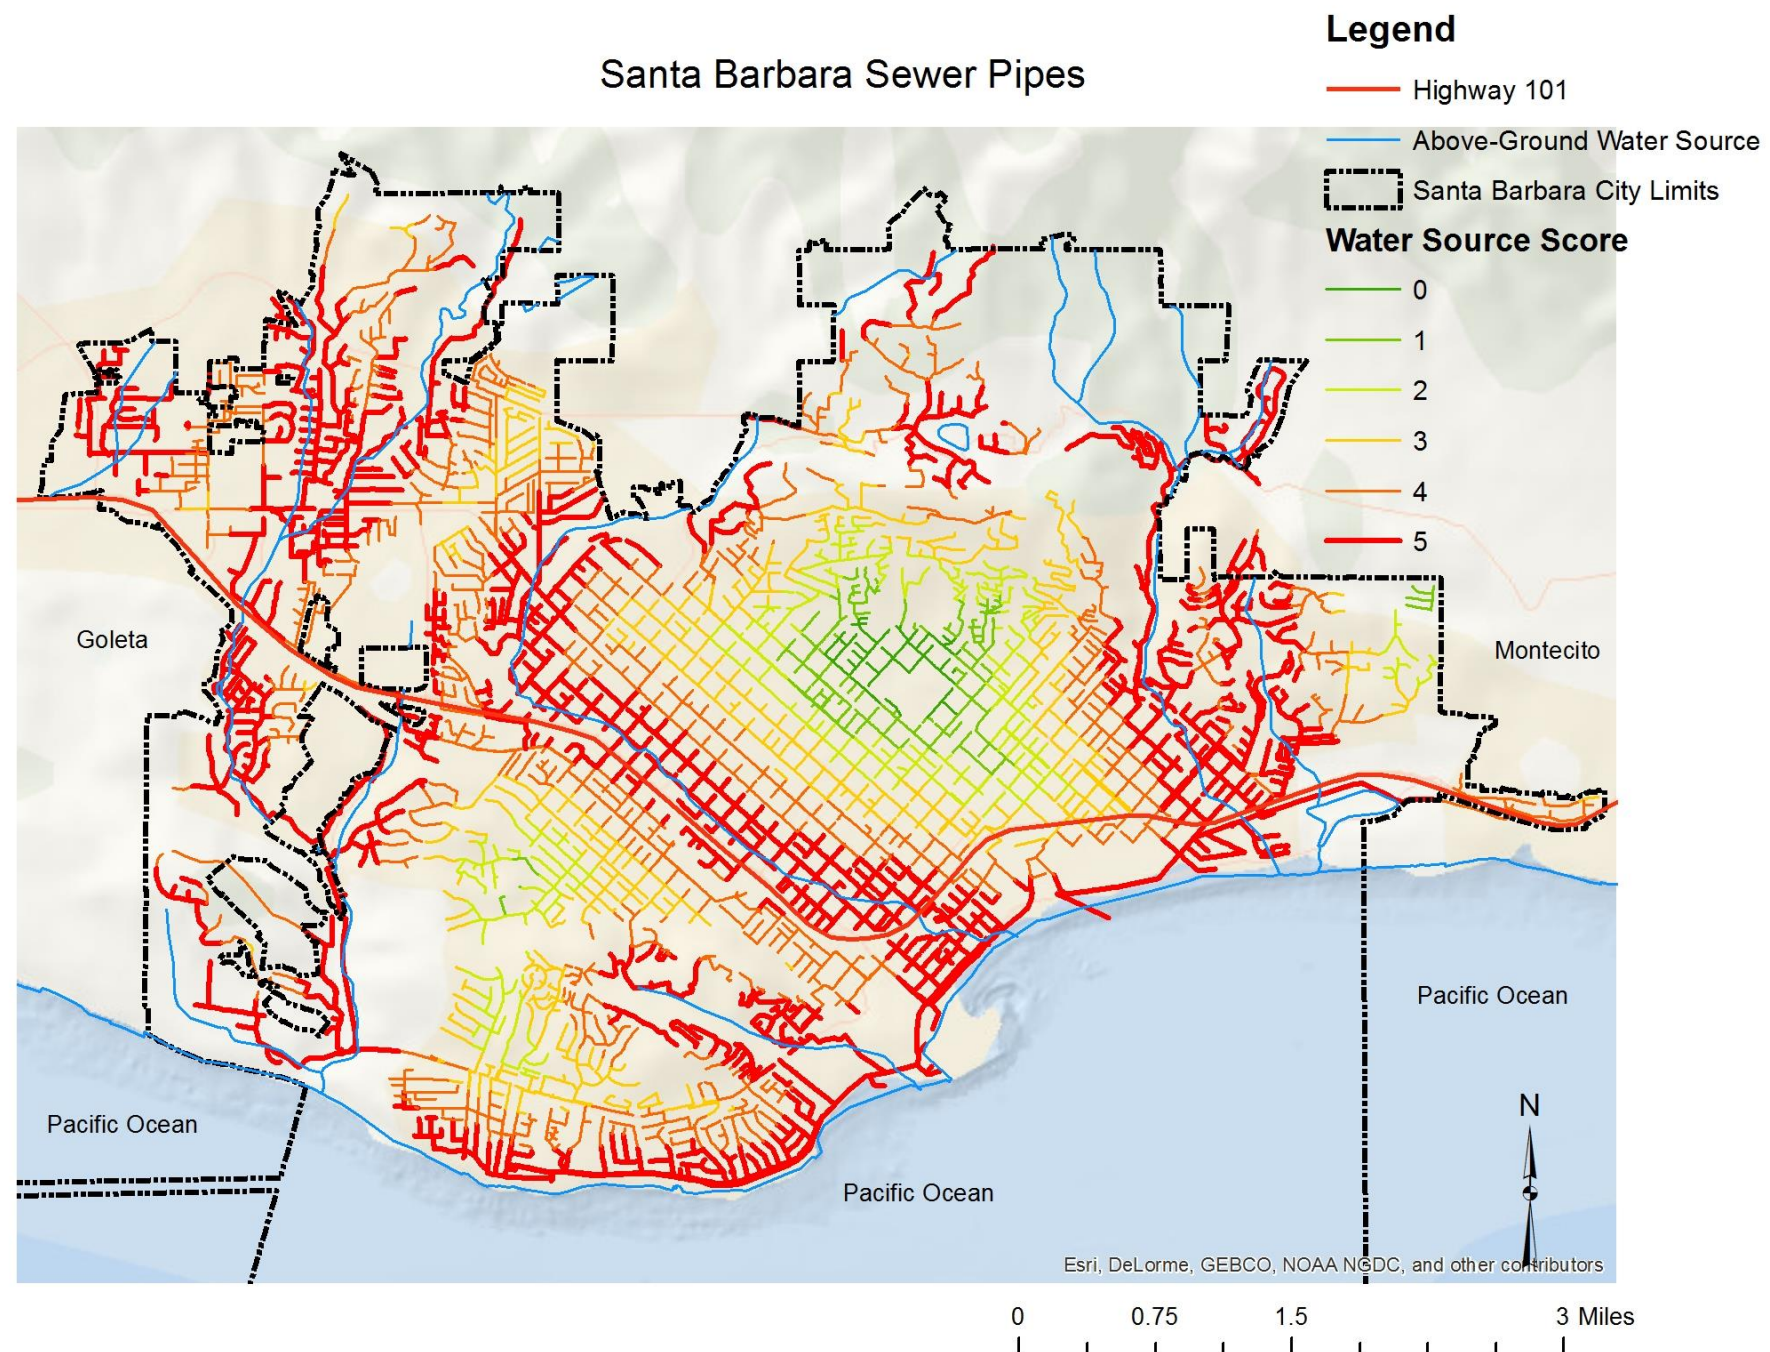 Legend
Santa Barbara Sewer Pipes
Highway 101
Above-Ground Water Source
Santa Barbara City Limits
Water Source Score
0
1
2
3
4
5
Goleta
Montecito
Pacific Ocean
Pacific Ocean
Pacific Ocean
N
Esri, DeLorme, GEBCO, NOAA NGDC, and other contributors
0 0.75 1.5 3 Miles